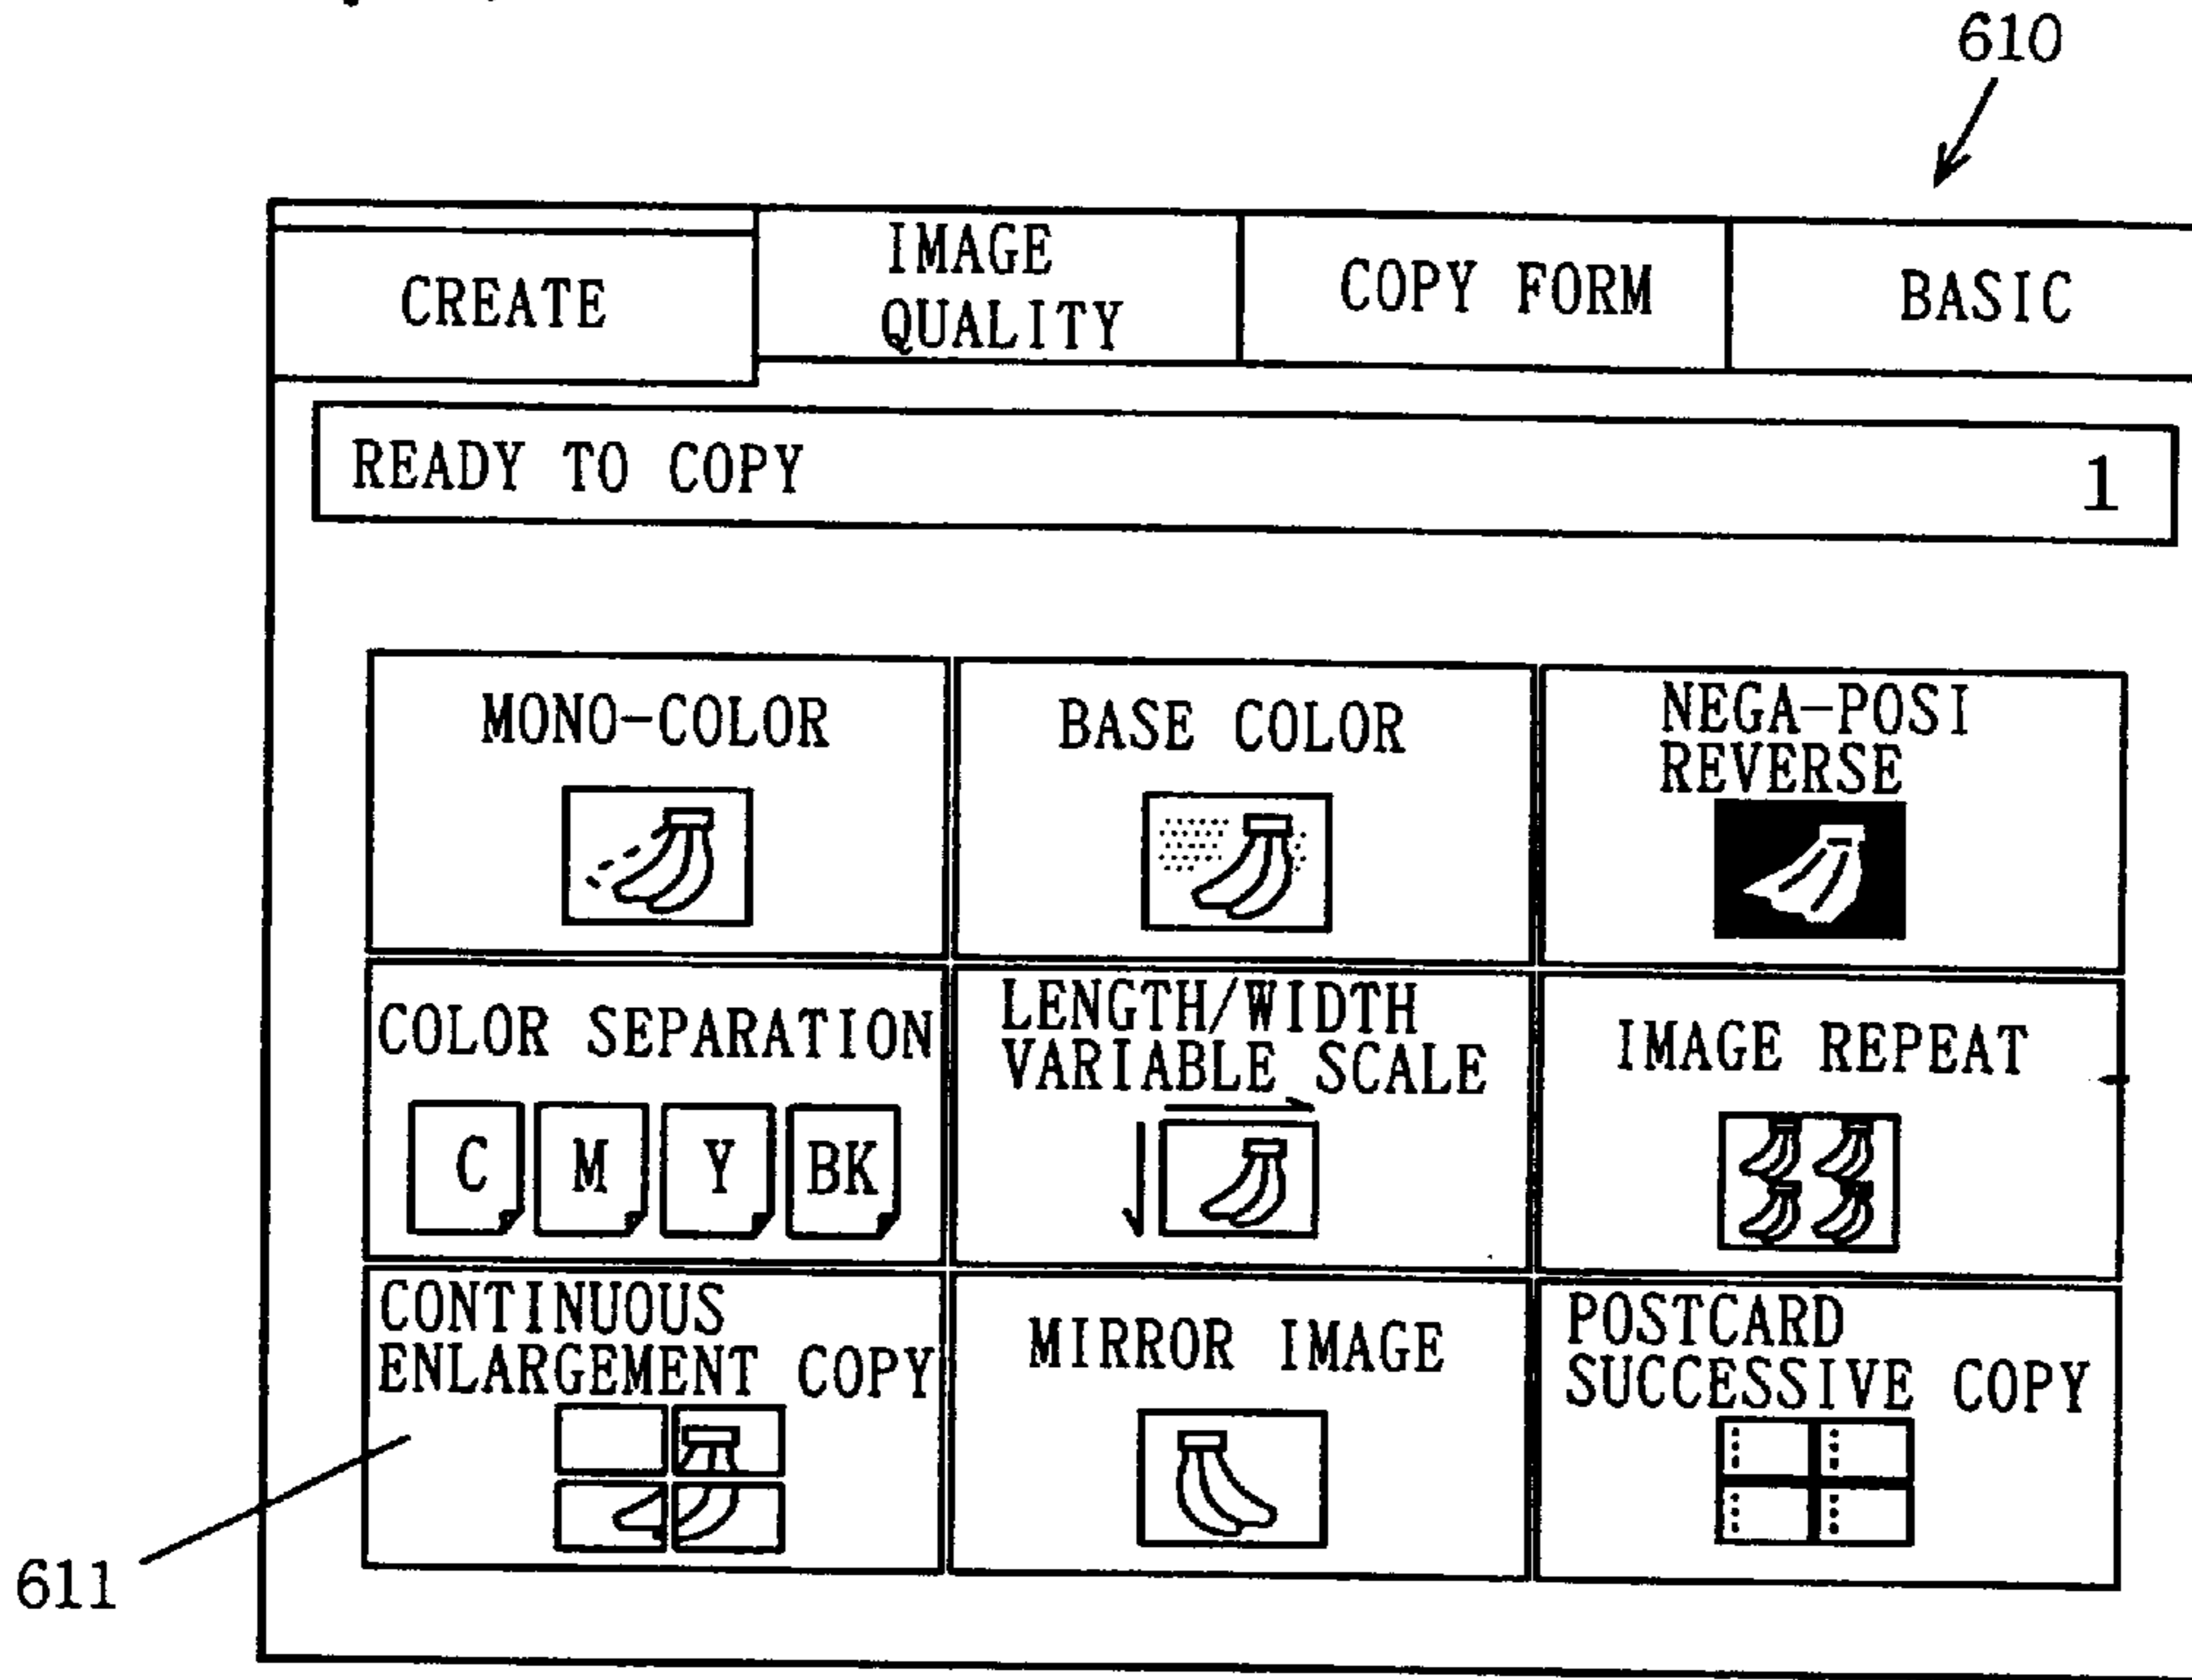 610
CREATE
IMAGE
QUALITY
COPY FORM
BASIC
READY TO COPY 1
MONO-COLOR
BASE COLOR
NEGA-POSI
REVERSE
COLOR SEPARATION
C M Y BK
LENGTH/WIDTH
VARIABLE SCALE
IMAGE REPEAT
CONTINUOUS
ENLARGEMENT COPY
MIRROR IMAGE
POSTCARD
SUCCESSIVE COPY
611